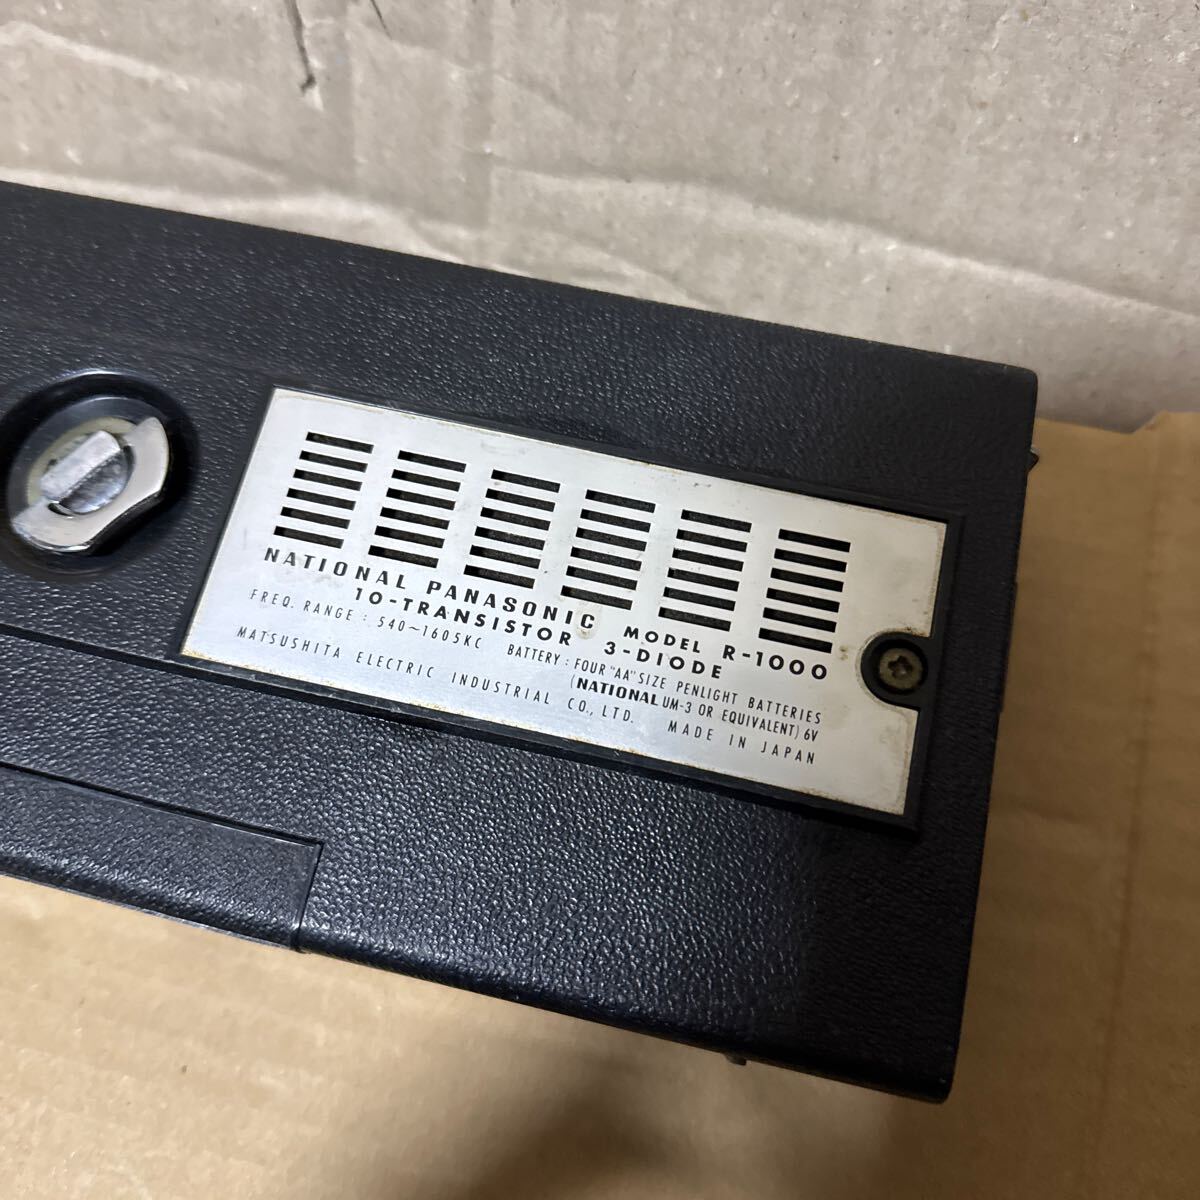 NATIONAL PANASONIC MODEL R-1000
10-TRANSISTOR 3-DIODE
FREQ. RANGE : 540~1605KC BATTERY : FOUR "AA" SIZE PENLIGHT BATTERIES
(NATIONAL UM-3 OR EQUIVALENT) 6V
MATSUSHITA ELECTRIC INDUSTRIAL CO., LTD. MADE IN JAPAN